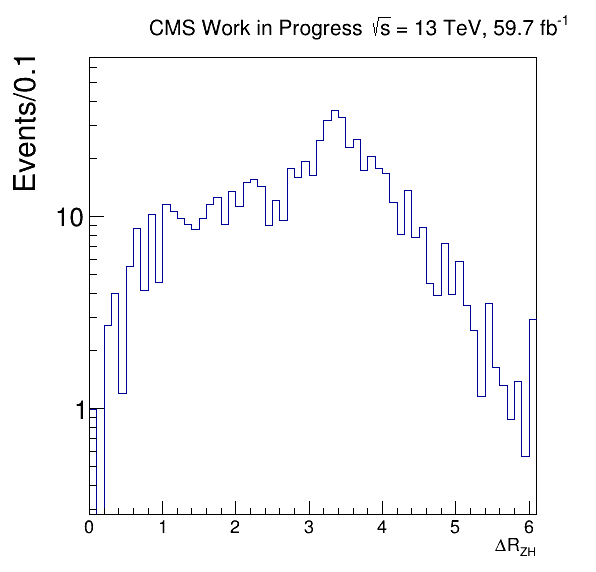 CMS Work in Progress √s = 13 TeV, 59.7 fb⁻¹
Events/0.1
10
1
0 1 2 3 4 5 6
ΔR_ZH